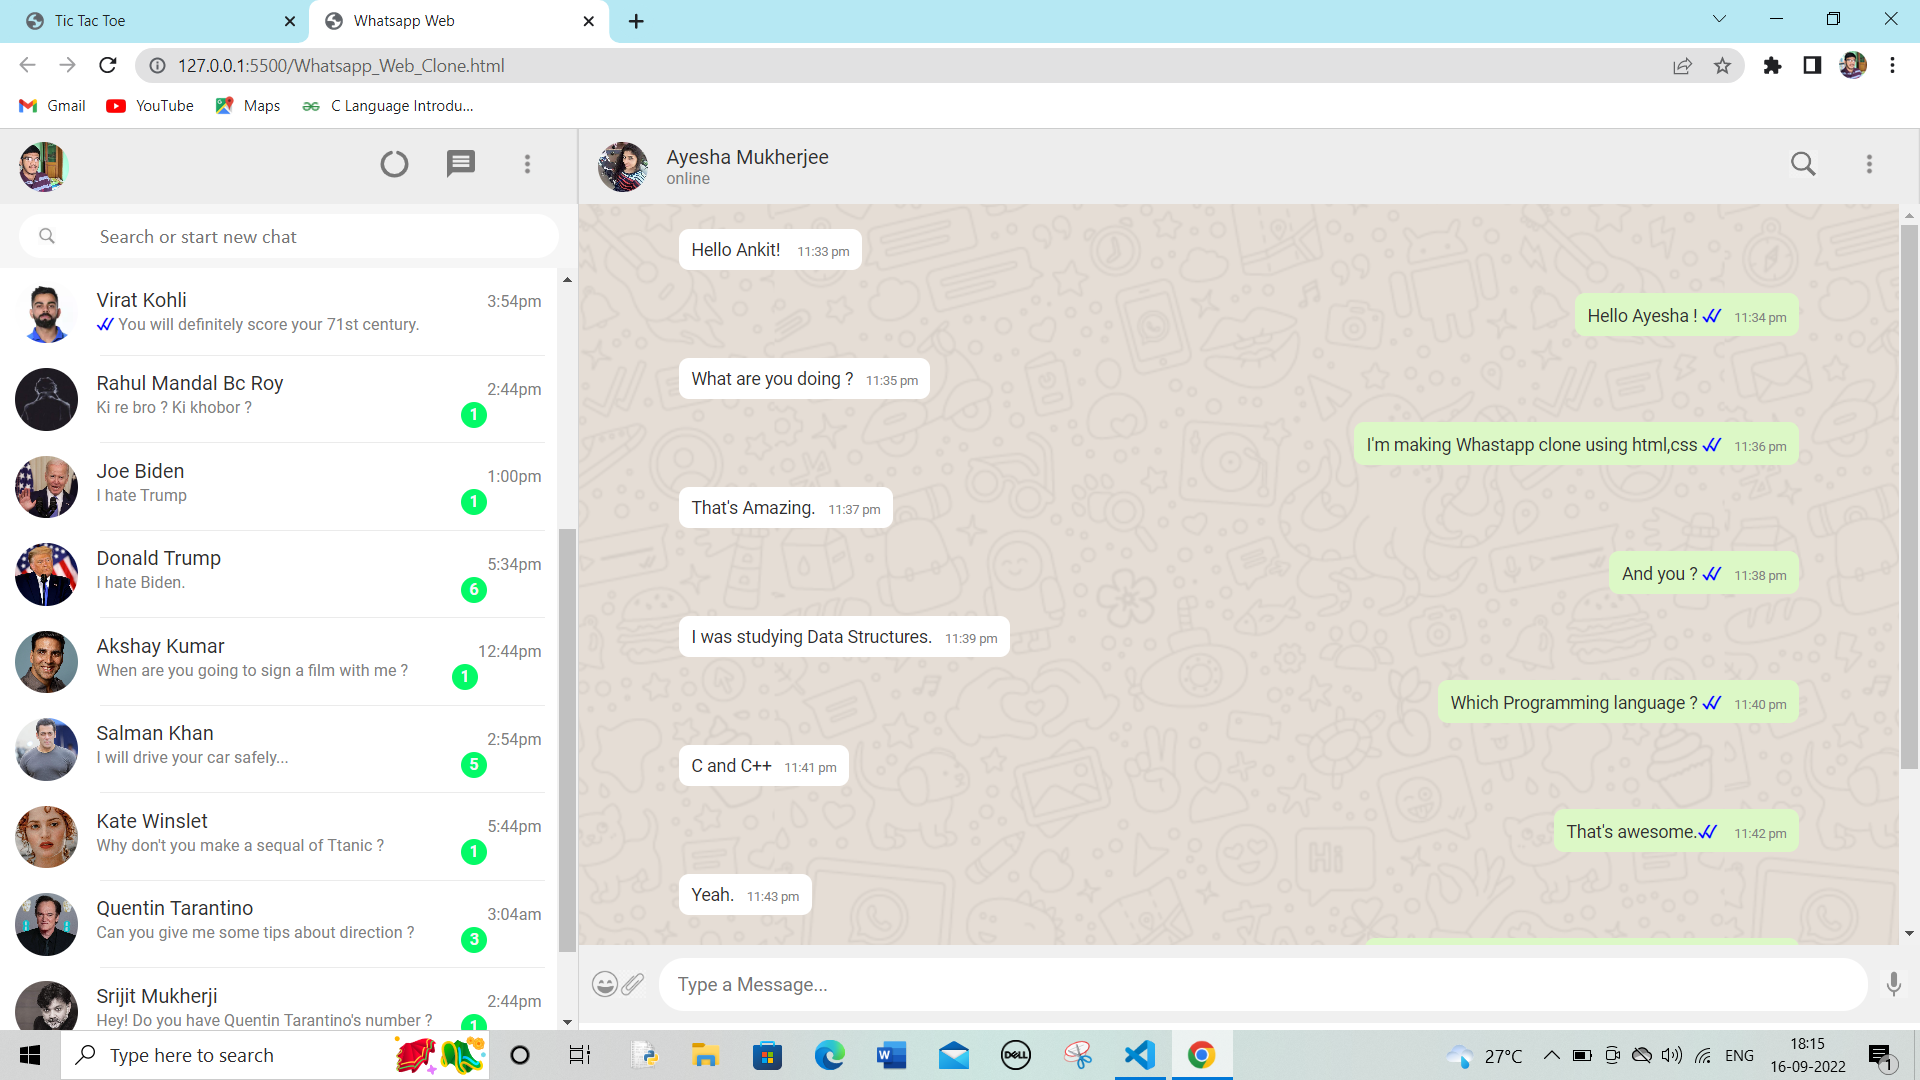 Tic Tac Toe
Whatsapp Web
127.0.0.1:5500/Whatsapp_Web_Clone.html
Gmail
YouTube
Maps
C Language Introdu...
Ayesha Mukherjee
online
Search or start new chat
Virat Kohli
3:54pm
You will definitely score your 71st century.
Rahul Mandal Bc Roy
2:44pm
Ki re bro ? Ki khobor ?
1
Joe Biden
1:00pm
I hate Trump
1
Donald Trump
5:34pm
I hate Biden.
6
Akshay Kumar
12:44pm
When are you going to sign a film with me ?
1
Salman Khan
2:54pm
I will drive your car safely...
5
Kate Winslet
5:44pm
Why don't you make a sequal of Ttanic ?
1
Quentin Tarantino
3:04am
Can you give me some tips about direction ?
3
Srijit Mukherji
2:44pm
Hey! Do you have Quentin Tarantino's number ?
1
Hello Ankit! 11:33 pm
Hello Ayesha ! 11:34 pm
What are you doing ? 11:35 pm
I'm making Whastapp clone using html,css 11:36 pm
That's Amazing. 11:37 pm
And you ? 11:38 pm
I was studying Data Structures. 11:39 pm
Which Programming language ? 11:40 pm
C and C++ 11:41 pm
That's awesome. 11:42 pm
Yeah. 11:43 pm
Type a Message...
Type here to search
DELL
27°C
ENG
18:15
16-09-2022
1